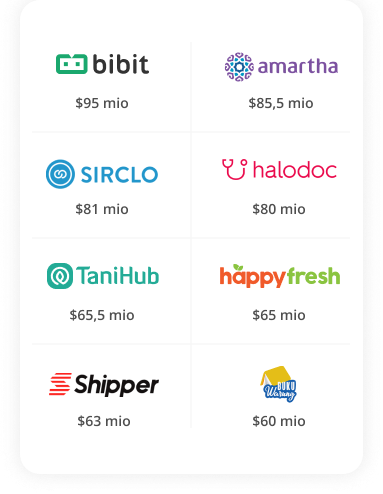 bibit
amartha
$95 mio
$85,5 mio
SIRCLO
halodoc
$81 mio
$80 mio
TaniHub
happyfresh
$65,5 mio
$65 mio
Shipper
BUKU
Warung
$63 mio
$60 mio